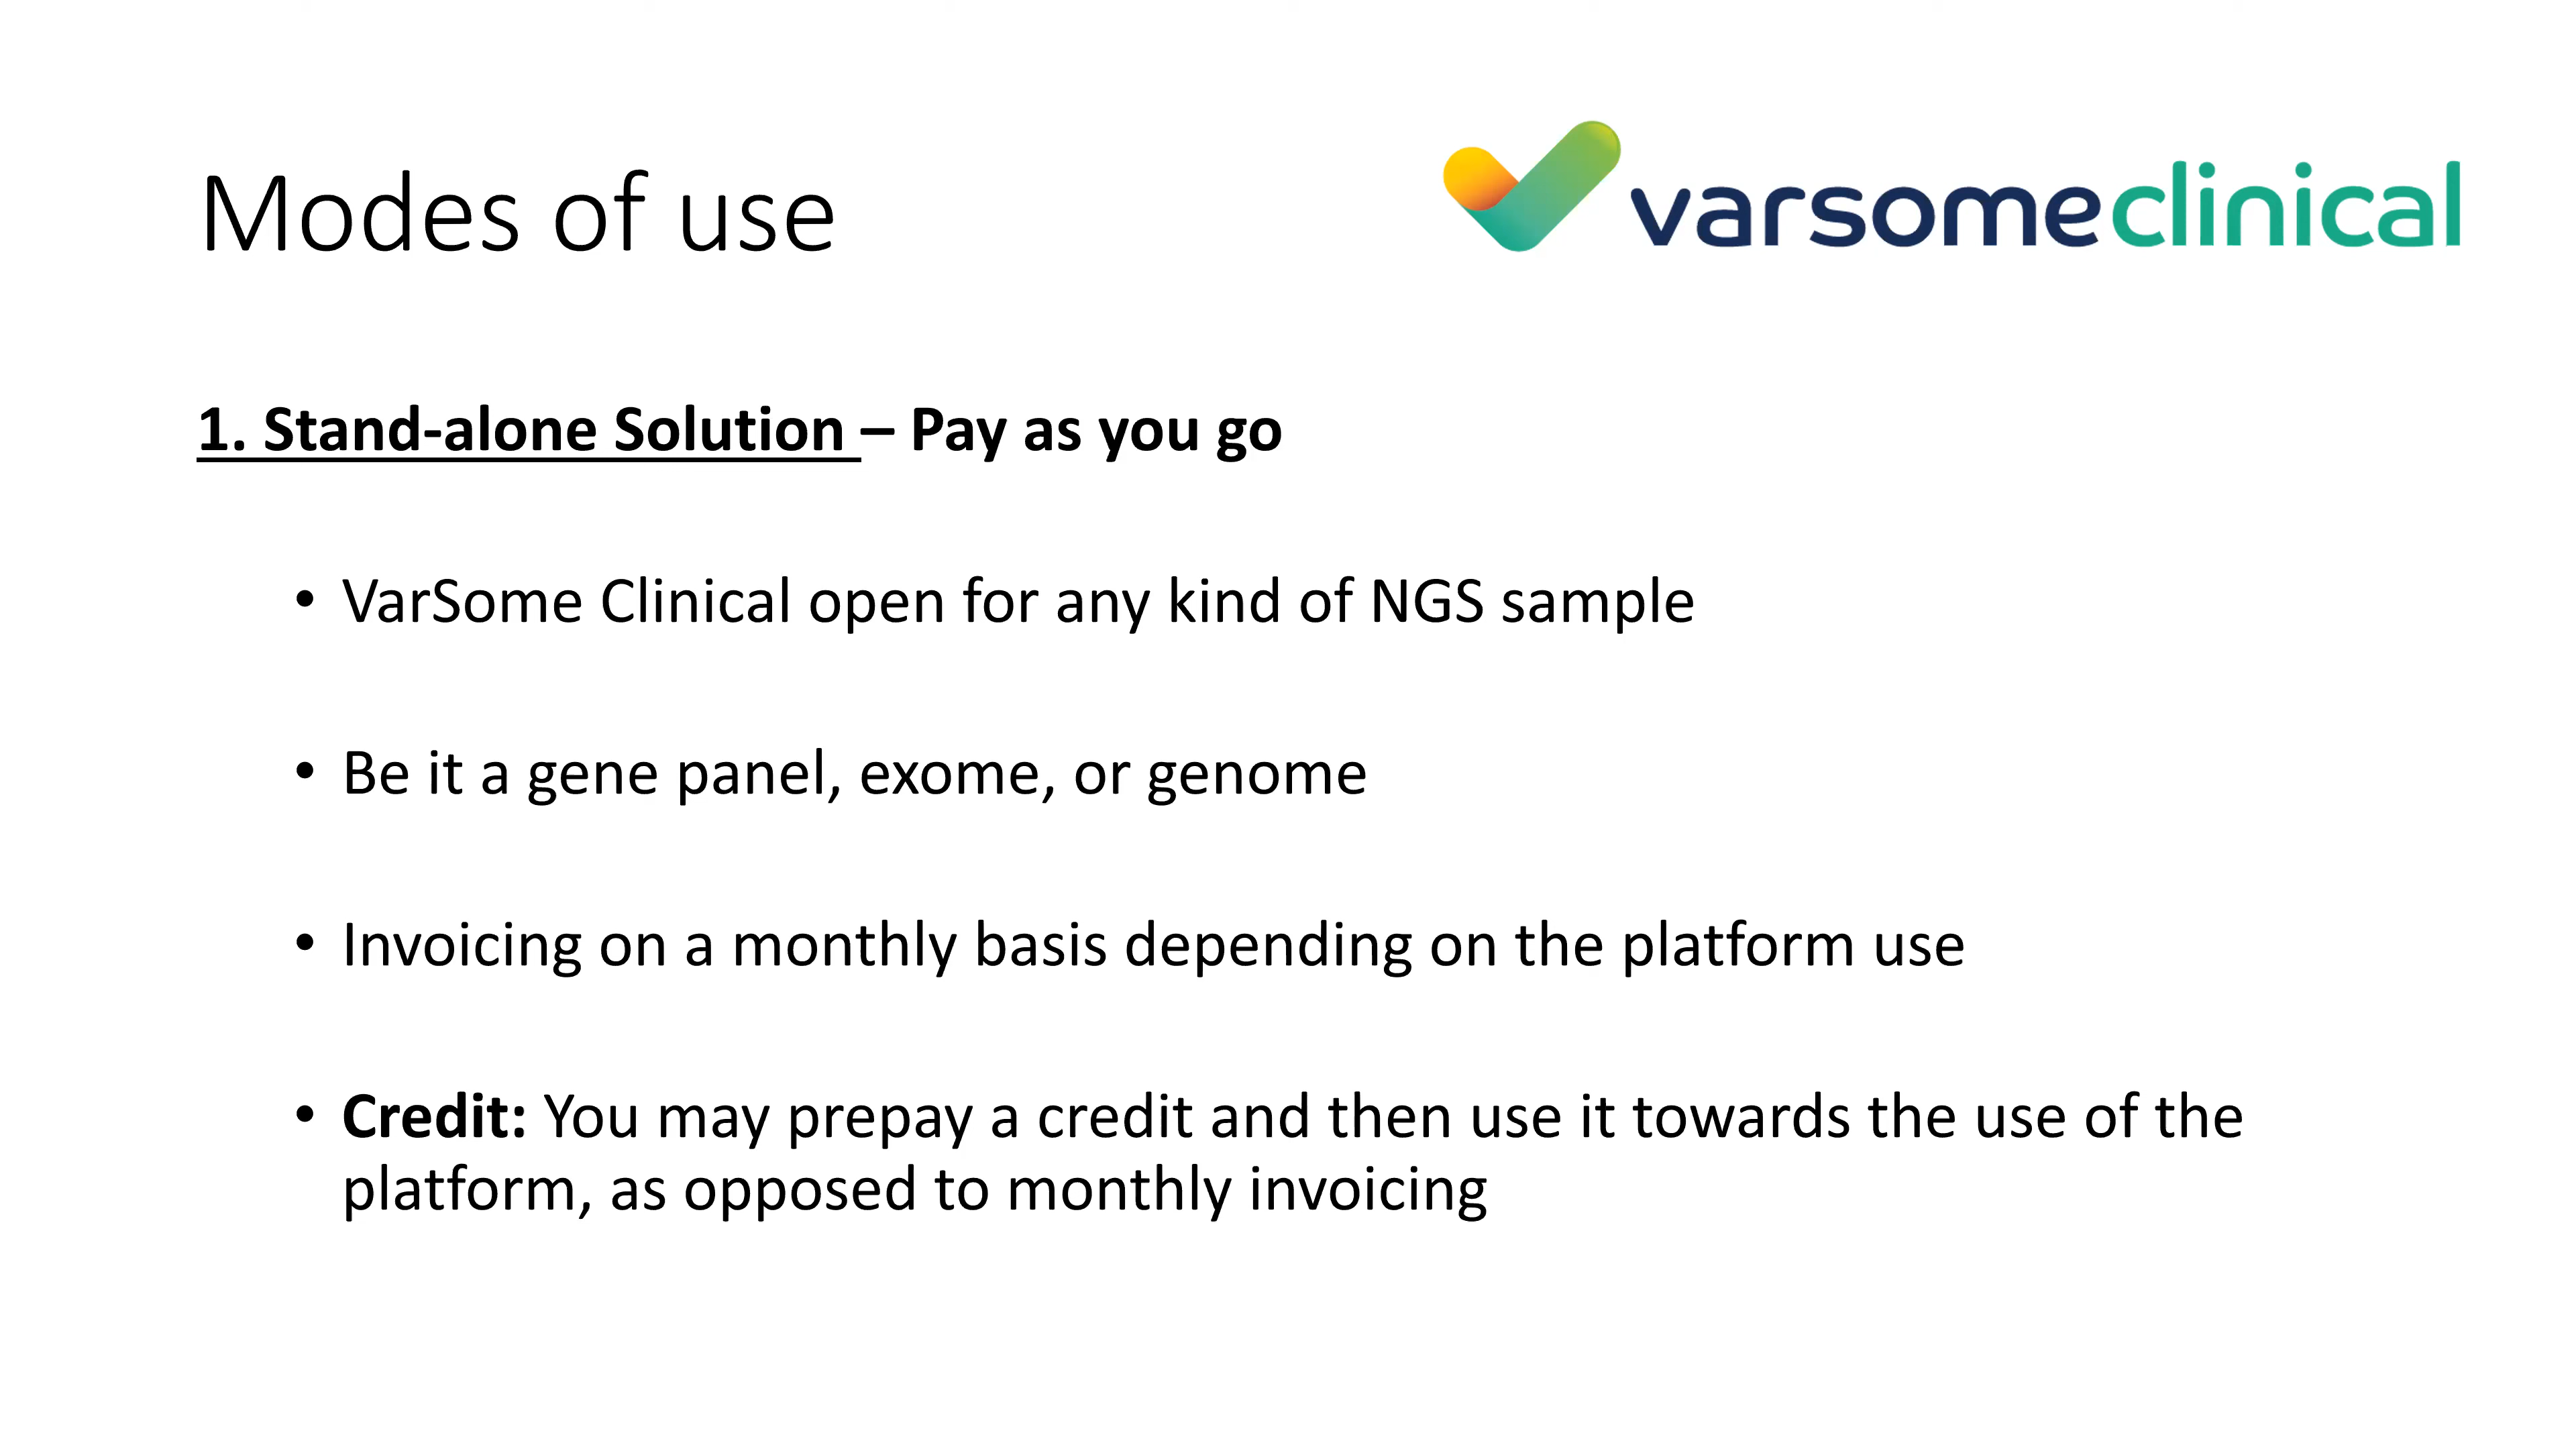 Modes of use
varsomeclinical
1. Stand-alone Solution – Pay as you go
• VarSome Clinical open for any kind of NGS sample
• Be it a gene panel, exome, or genome
• Invoicing on a monthly basis depending on the platform use
• Credit: You may prepay a credit and then use it towards the use of the
platform, as opposed to monthly invoicing